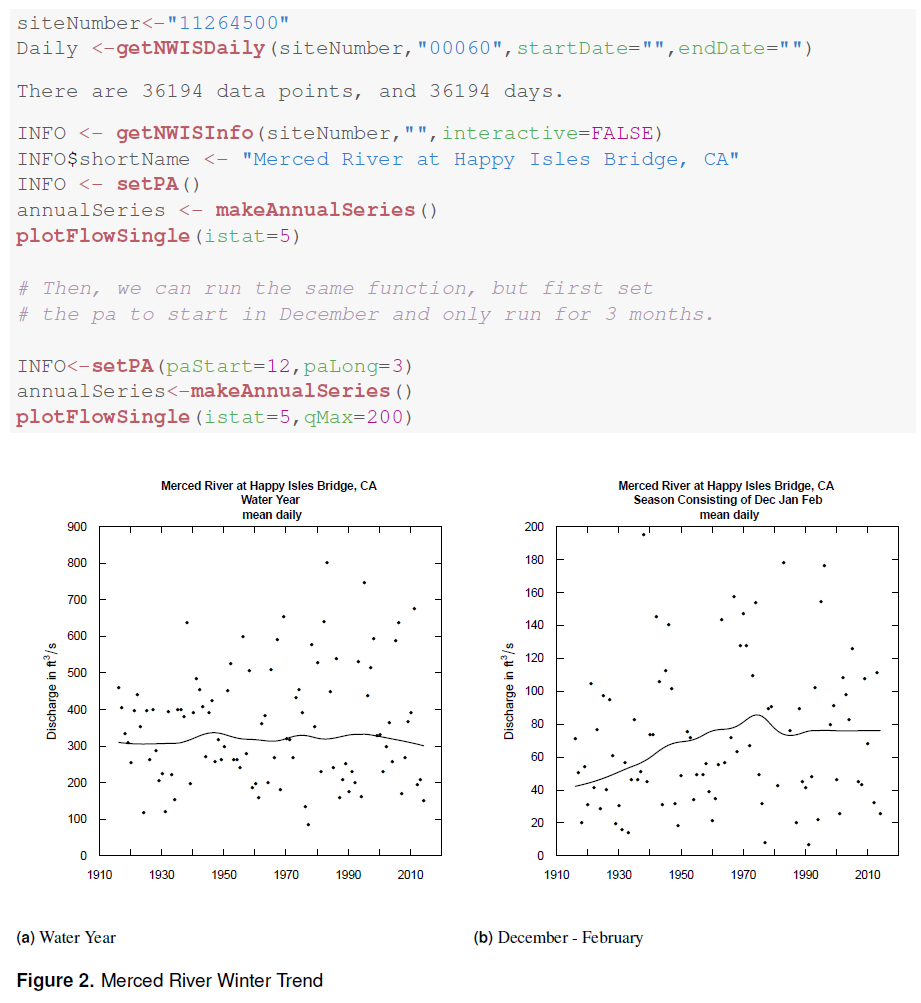 siteNumber<-"11264500"
Daily <-getNWISDaily(siteNumber,"00060",startDate="",endDate="")
There are 36194 data points, and 36194 days.
INFO <- getNWISInfo(siteNumber,"",interactive=FALSE)
INFO$shortName <- "Merced River at Happy Isles Bridge, CA"
INFO <- setPA()
annualSeries <- makeAnnualSeries()
plotFlowSingle(istat=5)
# Then, we can run the same function, but first set
# the pa to start in December and only run for 3 months.
INFO<-setPA(paStart=12,paLong=3)
annualSeries<-makeAnnualSeries()
plotFlowSingle(istat=5,qMax=200)
Merced River at Happy Isles Bridge, CA
Water Year
mean daily
900
800
700
600
500
400
300
200
100
0
Discharge in ft³/s
1910 1930 1950 1970 1990 2010
(a) Water Year
Merced River at Happy Isles Bridge, CA
Season Consisting of Dec Jan Feb
mean daily
200
180
160
140
120
100
80
60
40
20
0
Discharge in ft³/s
1910 1930 1950 1970 1990 2010
(b) December - February
Figure 2. Merced River Winter Trend